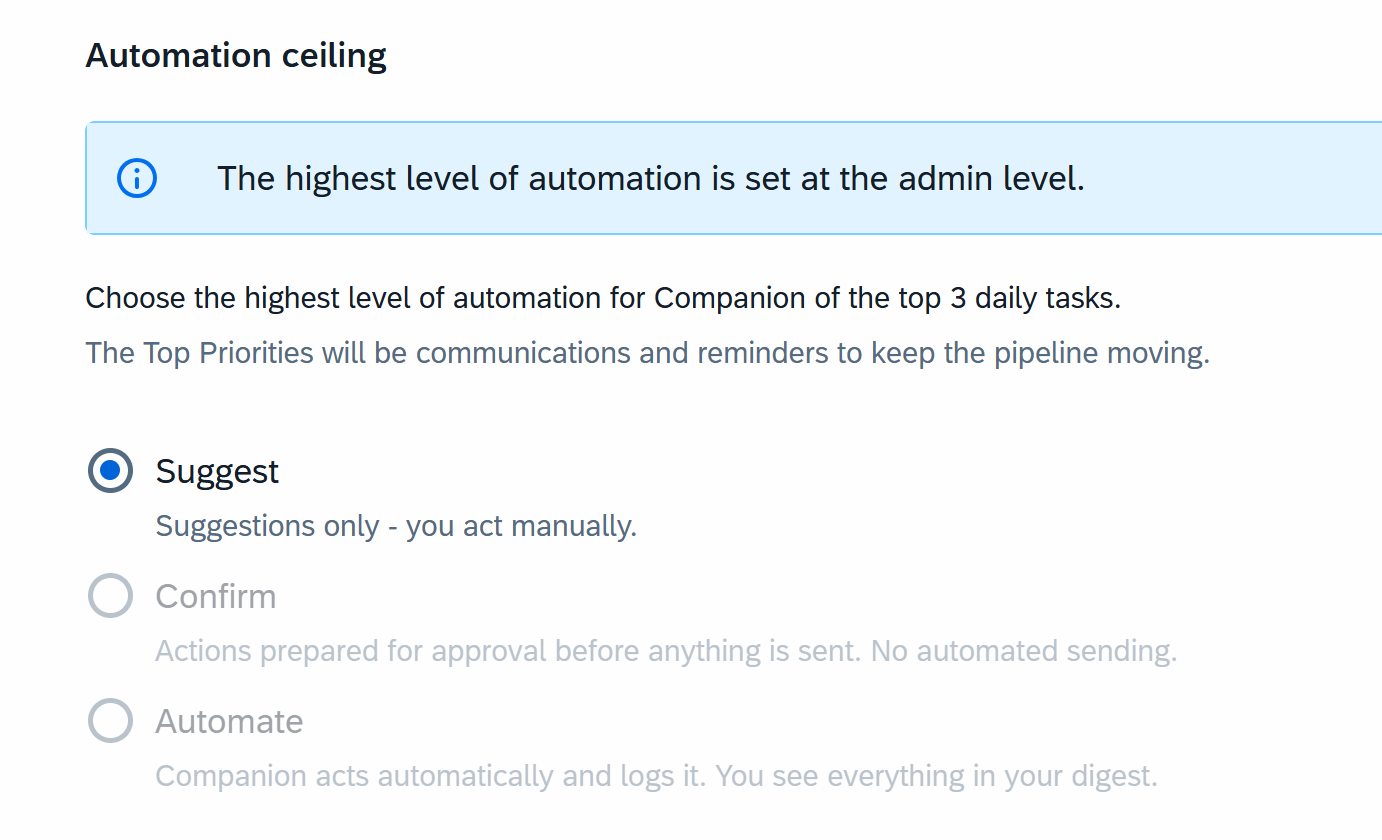 Automation ceiling
The highest level of automation is set at the admin level.
Choose the highest level of automation for Companion of the top 3 daily tasks.
The Top Priorities will be communications and reminders to keep the pipeline moving.
Suggest
Suggestions only - you act manually.
Confirm
Actions prepared for approval before anything is sent. No automated sending.
Automate
Companion acts automatically and logs it. You see everything in your digest.